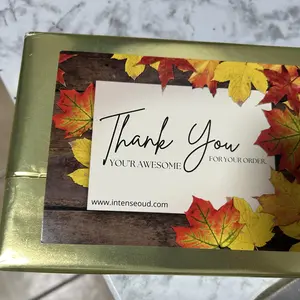 Thank You
YOU'R AWESOME FOR YOUR ORDER,
www.intenseoud.com